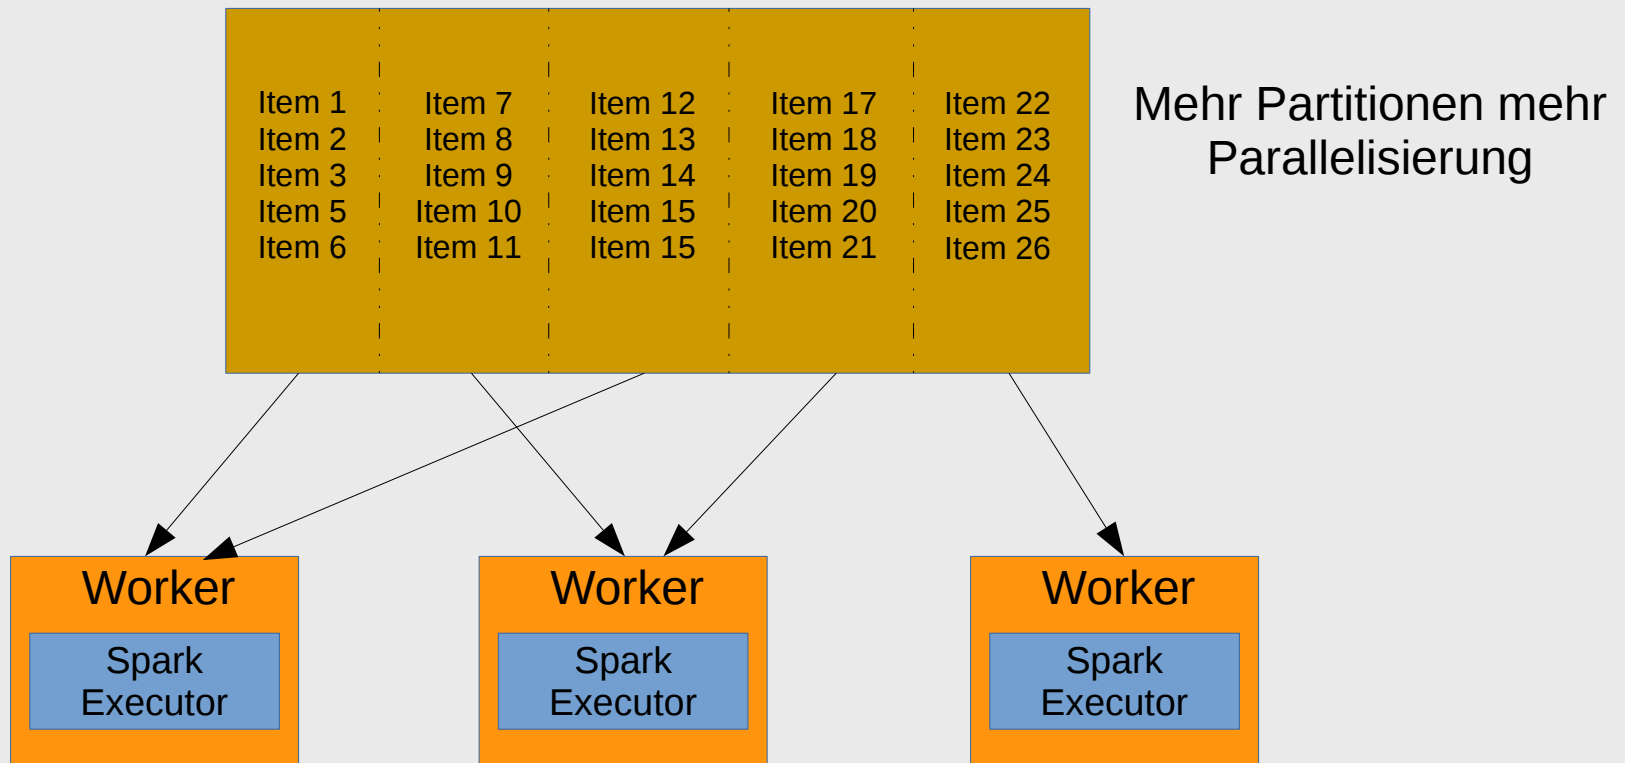 Item 1
Item 2
Item 3
Item 5
Item 6
Item 7
Item 8
Item 9
Item 10
Item 11
Item 12
Item 13
Item 14
Item 15
Item 15
Item 17
Item 18
Item 19
Item 20
Item 21
Item 22
Item 23
Item 24
Item 25
Item 26
Mehr Partitionen mehr
Parallelisierung
Worker
Spark
Executor
Worker
Spark
Executor
Worker
Spark
Executor